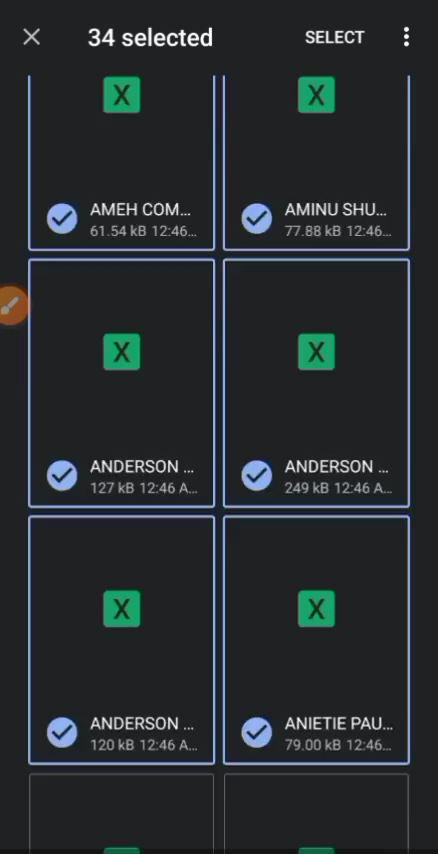 34 selected
SELECT
X
X
AMEH COM...
61.54 kB 12:46...
AMINU SHU...
77.88 kB 12:46...
X
X
ANDERSON ...
127 kB 12:46 A...
ANDERSON ...
249 kB 12:46 A...
X
X
ANDERSON ...
120 kB 12:46 A...
ANIETIE PAU...
79.00 kB 12:46...